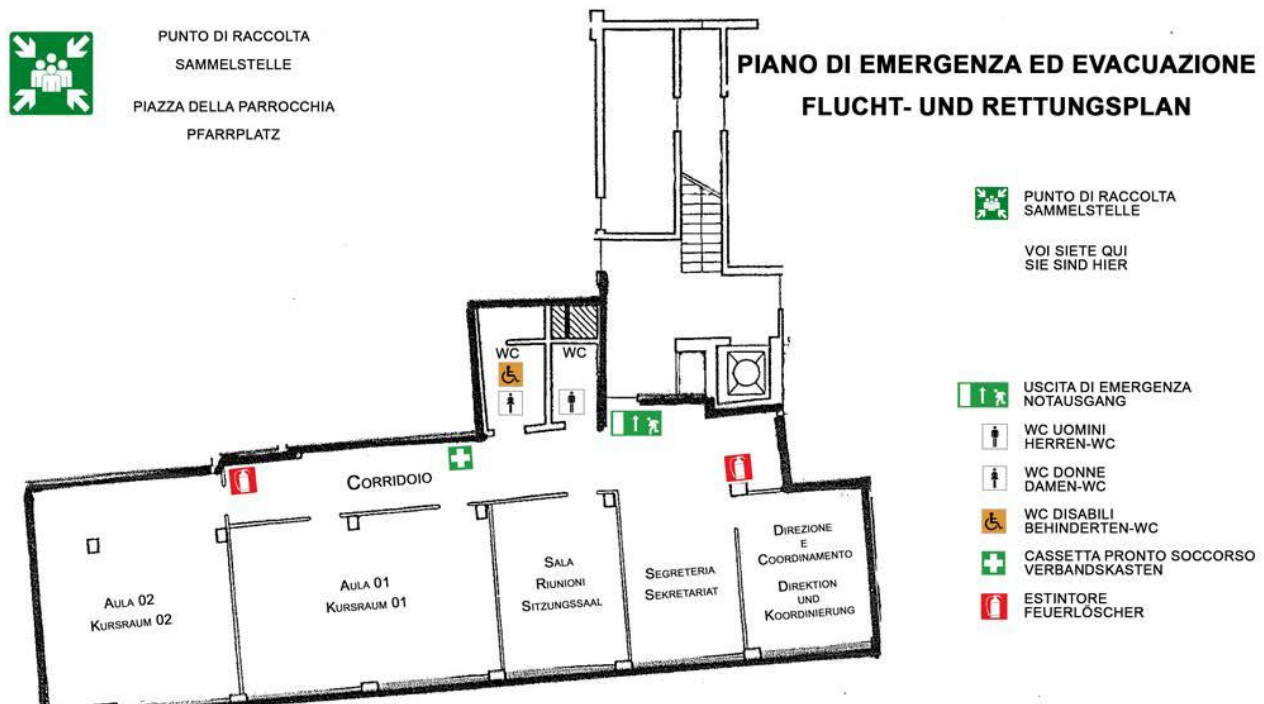 PUNTO DI RACCOLTA
SAMMELSTELLE
PIAZZA DELLA PARROCCHIA
PFARRPLATZ
PIANO DI EMERGENZA ED EVACUAZIONE
FLUCHT- UND RETTUNGSPLAN
PUNTO DI RACCOLTA
SAMMELSTELLE
VOI SIETE QUI
SIE SIND HIER
USCITA DI EMERGENZA
NOTAUSGANG
WC UOMINI
HERREN-WC
WC DONNE
DAMEN-WC
WC DISABILI
BEHINDERTEN-WC
CASSETTA PRONTO SOCCORSO
VERBANDSKASTEN
ESTINTORE
FEUERLÖSCHER
WC
WC
CORRIDOIO
AULA 02
KURSRAUM 02
AULA 01
KURSRAUM 01
SALA
RIUNIONI
SITZUNGSSAAL
SEGRETERIA
SEKRETARIAT
DIREZIONE
E
COORDINAMENTO
DIREKTION
UND
KOORDINIERUNG